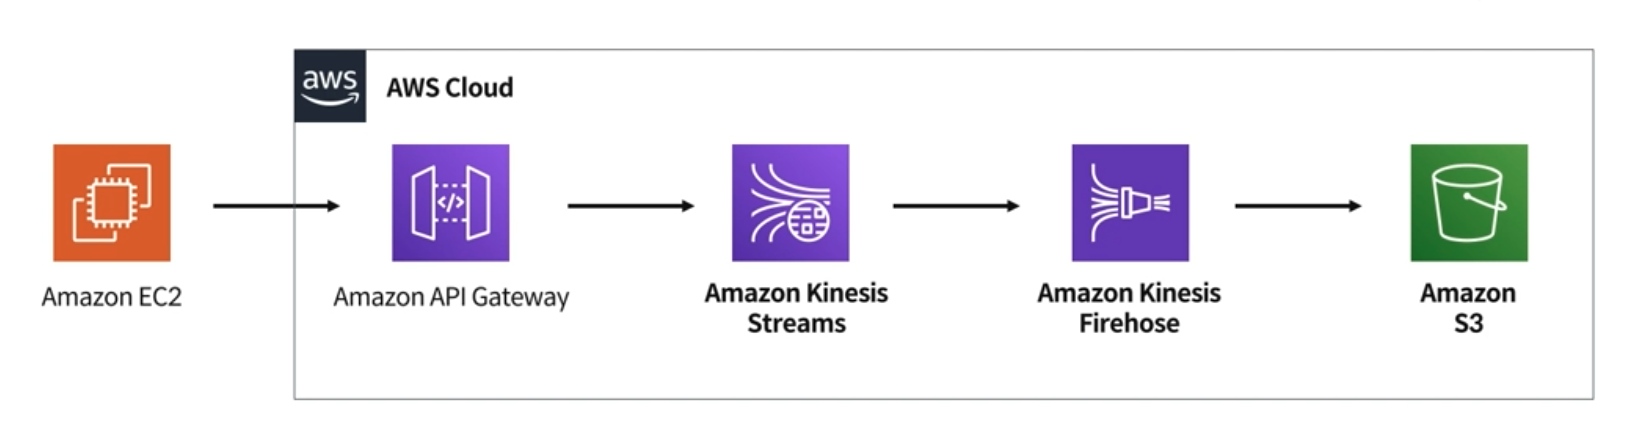 aws
AWS Cloud
</>
Amazon EC2
Amazon API Gateway
Amazon Kinesis
Streams
Amazon Kinesis
Firehose
Amazon
S3